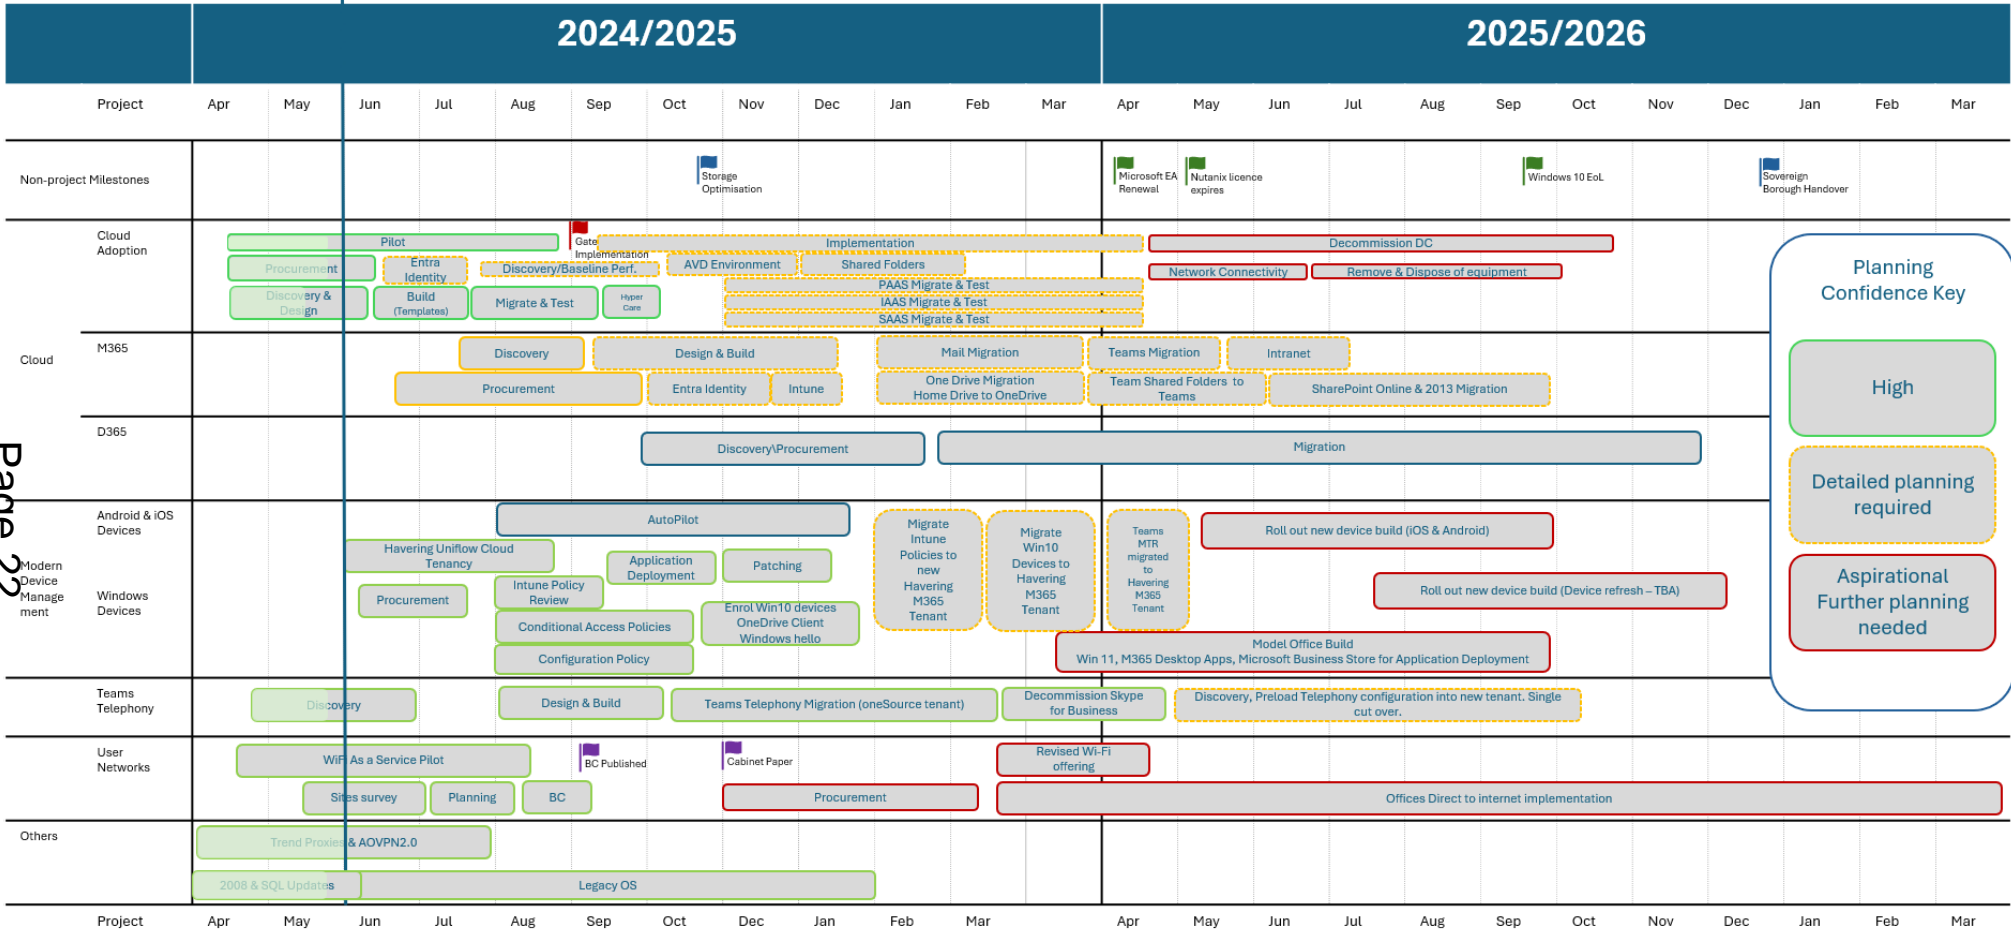 2024/2025
2025/2026
Project
Apr
May
Jun
Jul
Aug
Sep
Oct
Nov
Dec
Jan
Feb
Mar
Apr
May
Jun
Jul
Aug
Sep
Oct
Nov
Dec
Jan
Feb
Mar
Non-project Milestones
Storage
Optimisation
Microsoft EA
Renewal
Nutanix licence
expires
Windows 10 EoL
Sovereign
Borough Handover
Cloud
Cloud
Adoption
Pilot
Gate
Implementation
Implementation
Decommission DC
Procurement
Entra
Identity
Discovery/Baseline Perf.
AVD Environment
Shared Folders
Network Connectivity
Remove & Dispose of equipment
Discovery &
Design
Build
(Templates)
Migrate & Test
Hyper
Care
PAAS Migrate & Test
IAAS Migrate & Test
SAAS Migrate & Test
M365
Discovery
Design & Build
Mail Migration
Teams Migration
Intranet
Procurement
Entra Identity
Intune
One Drive Migration
Home Drive to OneDrive
Team Shared Folders to
Teams
SharePoint Online & 2013 Migration
D365
Discovery\Procurement
Migration
Page 22
Modern
Device
Manage
ment
Android & iOS
Devices
Windows
Devices
AutoPilot
Havering Uniflow Cloud
Tenancy
Application
Deployment
Patching
Procurement
Intune Policy
Review
Conditional Access Policies
Configuration Policy
Enrol Win10 devices
OneDrive Client
Windows hello
Migrate
Intune
Policies to
new
Havering
M365
Tenant
Migrate
Win10
Devices to
Havering
M365
Tenant
Teams
MTR
migrated
to
Havering
M365
Tenant
Roll out new device build (iOS & Android)
Roll out new device build (Device refresh – TBA)
Model Office Build
Win 11, M365 Desktop Apps, Microsoft Business Store for Application Deployment
Teams
Telephony
Discovery
Design & Build
Teams Telephony Migration (oneSource tenant)
Decommission Skype
for Business
Discovery, Preload Telephony configuration into new tenant. Single
cut over.
User
Networks
WiFi As a Service Pilot
BC Published
Cabinet Paper
Revised Wi-Fi
offering
Sites survey
Planning
BC
Procurement
Offices Direct to internet implementation
Others
Trend Proxies & AOVPN2.0
2008 & SQL Updates
Legacy OS
Planning
Confidence Key
High
Detailed planning
required
Aspirational
Further planning
needed
Project
Apr
May
Jun
Jul
Aug
Sep
Oct
Dec
Jan
Feb
Mar
Apr
May
Jun
Jul
Aug
Sep
Oct
Nov
Dec
Jan
Feb
Mar